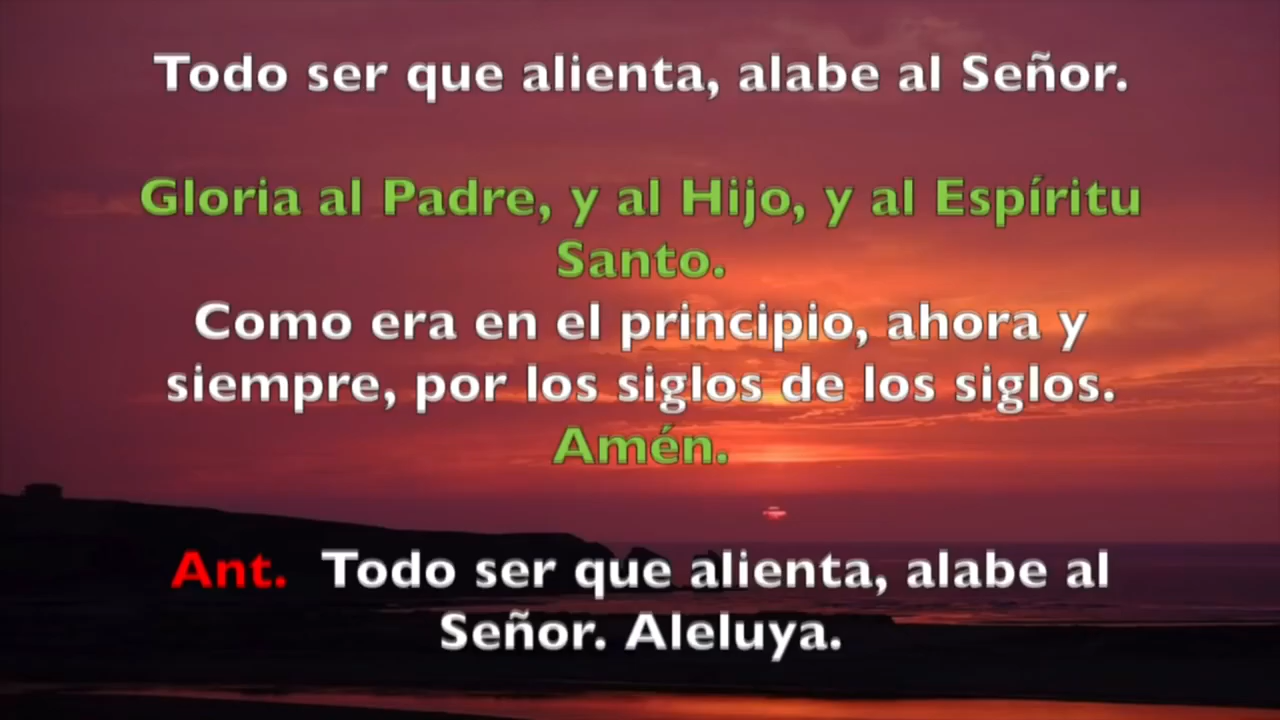 Todo ser que alienta, alabe al Señor.
Gloria al Padre, y al Hijo, y al Espíritu
Santo.
Como era en el principio, ahora y
siempre, por los siglos de los siglos.
Amén.
Ant. Todo ser que alienta, alabe al
Señor. Aleluya.